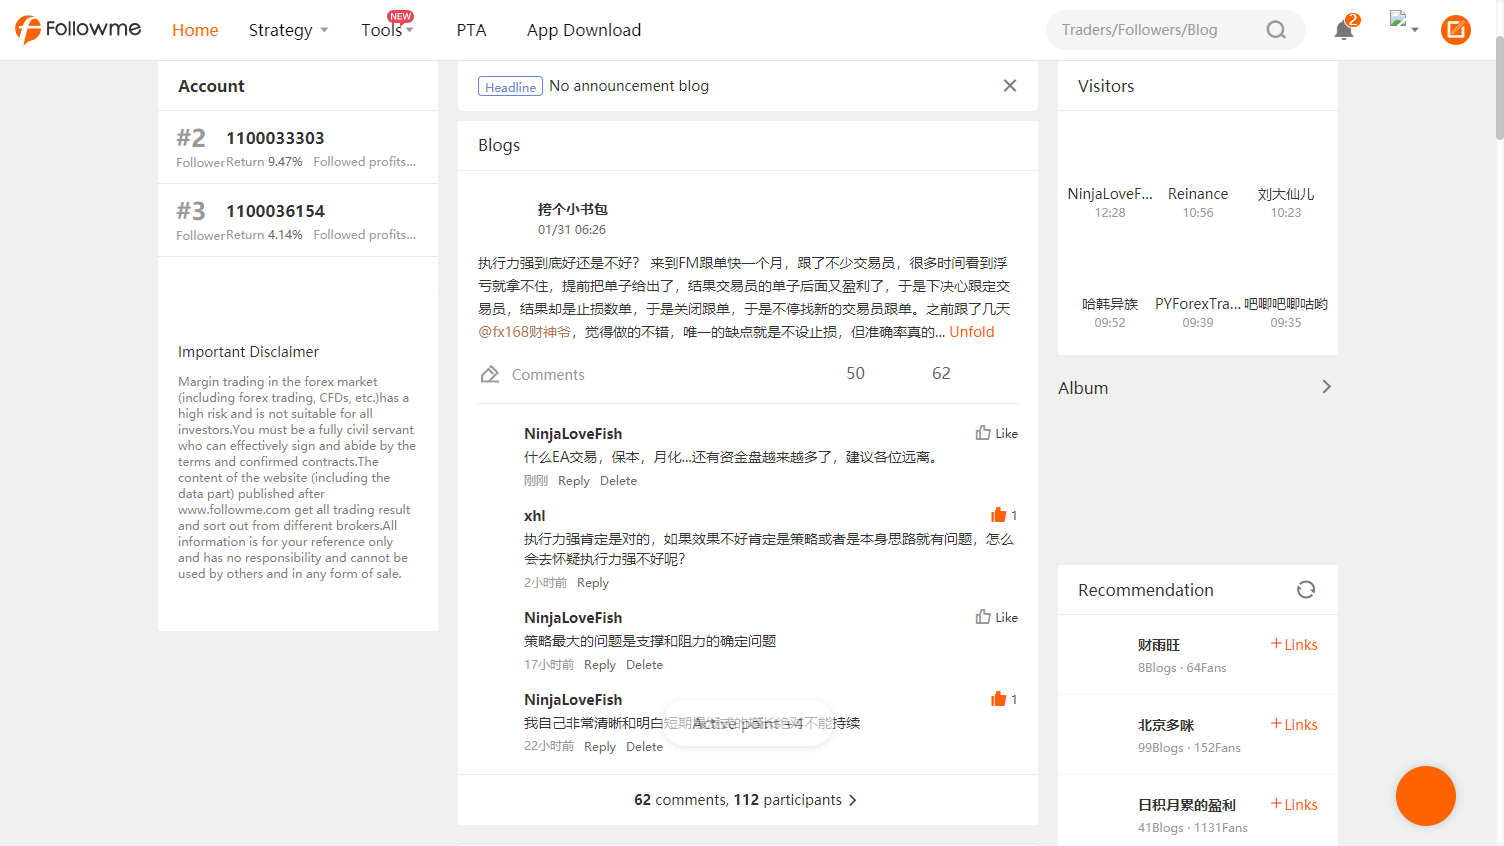 Followme
Home
Strategy
Tools
NEW
PTA
App Download
Traders/Followers/Blog
2
Account
#2
1100033303
Follower
Return 9.47%
Followed profits...
#3
1100036154
Follower
Return 4.14%
Followed profits...
Important Disclaimer
Margin trading in the forex market
(including forex trading, CFDs, etc.)has a
high risk and is not suitable for all
investors.You must be a fully civil servant
who can effectively sign and abide by the
terms and confirmed contracts.The
content of the website (including the
data part) published after
www.followme.com get all trading result
and sort out from different brokers.All
information is for your reference only
and has no responsibility and cannot be
used by others and in any form of sale.
Headline No announcement blog
Blogs
挎个小书包
01/31 06:26
执行力强到底好还是不好？ 来到FM跟单快一个月，跟了不少交易员，很多时间看到浮
亏就拿不住，提前把单子给出了，结果交易员的单子后面又盈利了，于是下决心跟定交
易员，结果却是止损数单，于是关闭跟单，于是不停找新的交易员跟单。之前跟了几天
@fx168财神爷，觉得做的不错，唯一的缺点就是不设止损，但准确率真的... Unfold
Comments
50
62
NinjaLoveFish
Like
什么EA交易，保本，月化...还有资金盘越来越多了，建议各位远离。
刚刚 Reply Delete
xhl
1
执行力强肯定是对的，如果效果不好肯定是策略或者是本身思路就有问题，怎么
会去怀疑执行力强不好呢？
2小时前 Reply
NinjaLoveFish
Like
策略最大的问题是支撑和阻力的确定问题
17小时前 Reply Delete
NinjaLoveFish
1
我自己非常清晰和明白短期爆发式的增长绝对不能持续
Active point +4
22小时前 Reply Delete
62 comments, 112 participants
Visitors
NinjaLoveF...
12:28
Reinance
10:56
刘大仙儿
10:23
哈韩异族
09:52
PYForexTra...
09:39
吧唧吧唧咕哟
09:35
Album
Recommendation
财雨旺
+Links
8Blogs · 64Fans
北京多咪
+Links
99Blogs · 152Fans
日积月累的盈利
+Links
41Blogs · 1131Fans